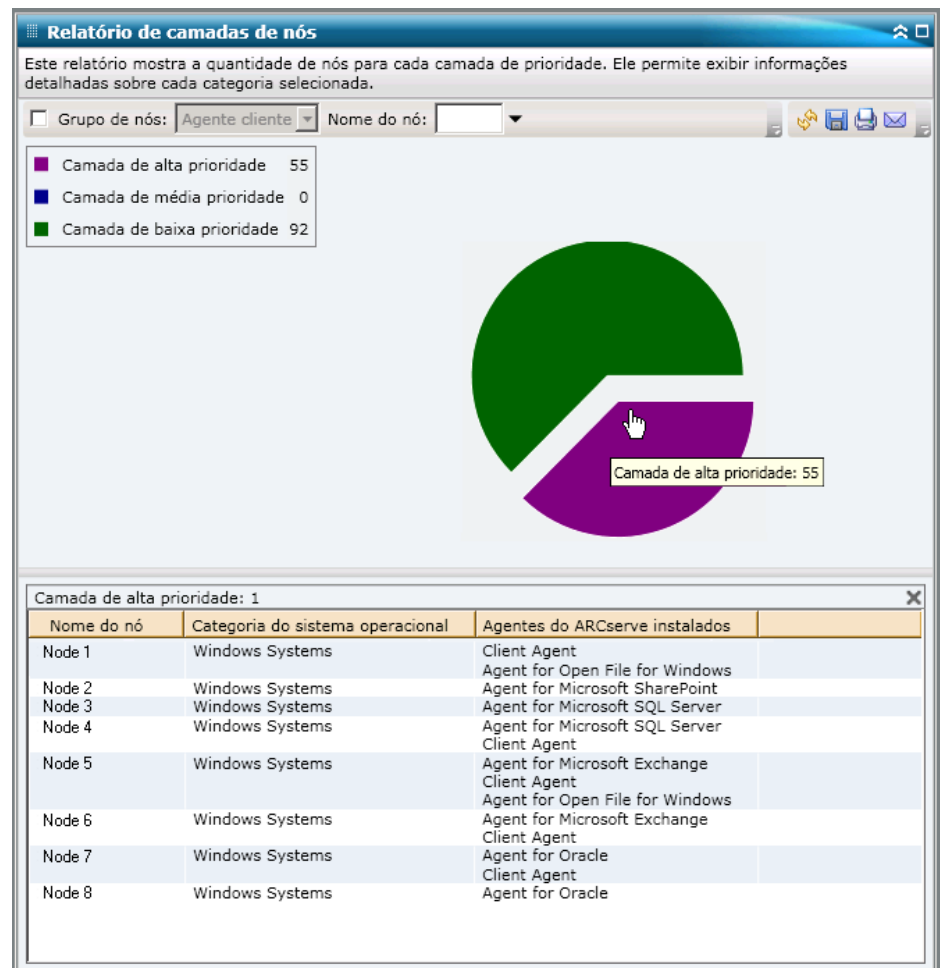 Relatório de camadas de nós
Este relatório mostra a quantidade de nós para cada camada de prioridade. Ele permite exibir informações
detalhadas sobre cada categoria selecionada.
Grupo de nós: Agente cliente Nome do nó:
Camada de alta prioridade 55
Camada de média prioridade 0
Camada de baixa prioridade 92
Camada de alta prioridade: 55
Camada de alta prioridade: 1
Nome do nó Categoria do sistema operacional Agentes do ARCserve instalados
Node 1 Windows Systems Client Agent
Agent for Open File for Windows
Node 2 Windows Systems Agent for Microsoft SharePoint
Node 3 Windows Systems Agent for Microsoft SQL Server
Node 4 Windows Systems Agent for Microsoft SQL Server
Client Agent
Node 5 Windows Systems Agent for Microsoft Exchange
Client Agent
Agent for Open File for Windows
Node 6 Windows Systems Agent for Microsoft Exchange
Client Agent
Node 7 Windows Systems Agent for Oracle
Client Agent
Node 8 Windows Systems Agent for Oracle